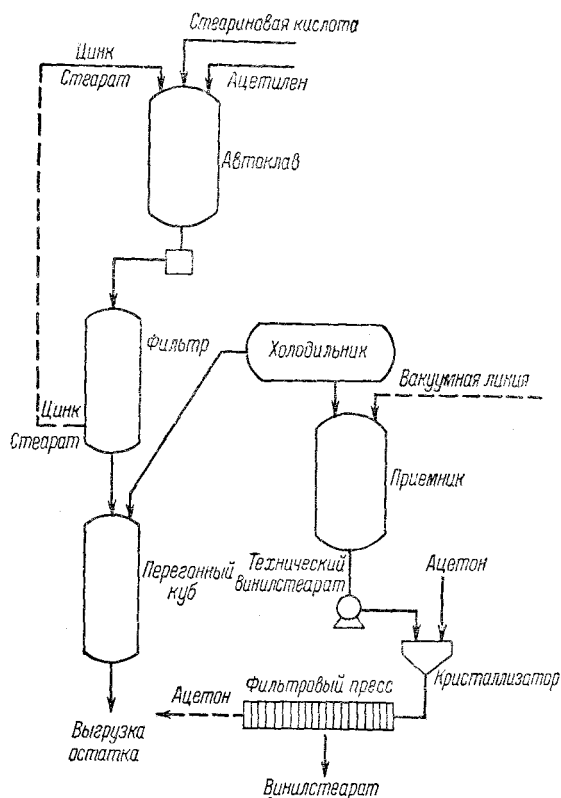 Стеариновая кислота
Цинк
Стеарат
Ацетилен
Автоклав
Фильтр
Холодильник
Вакуумная линия
Цинк
Стеарат
Приемник
Перегонный
куб
Технический
винилстеарат
Ацетон
Кристаллизатор
Ацетон
Фильтровый пресс
Выгрузка
остатка
Винилстеарат